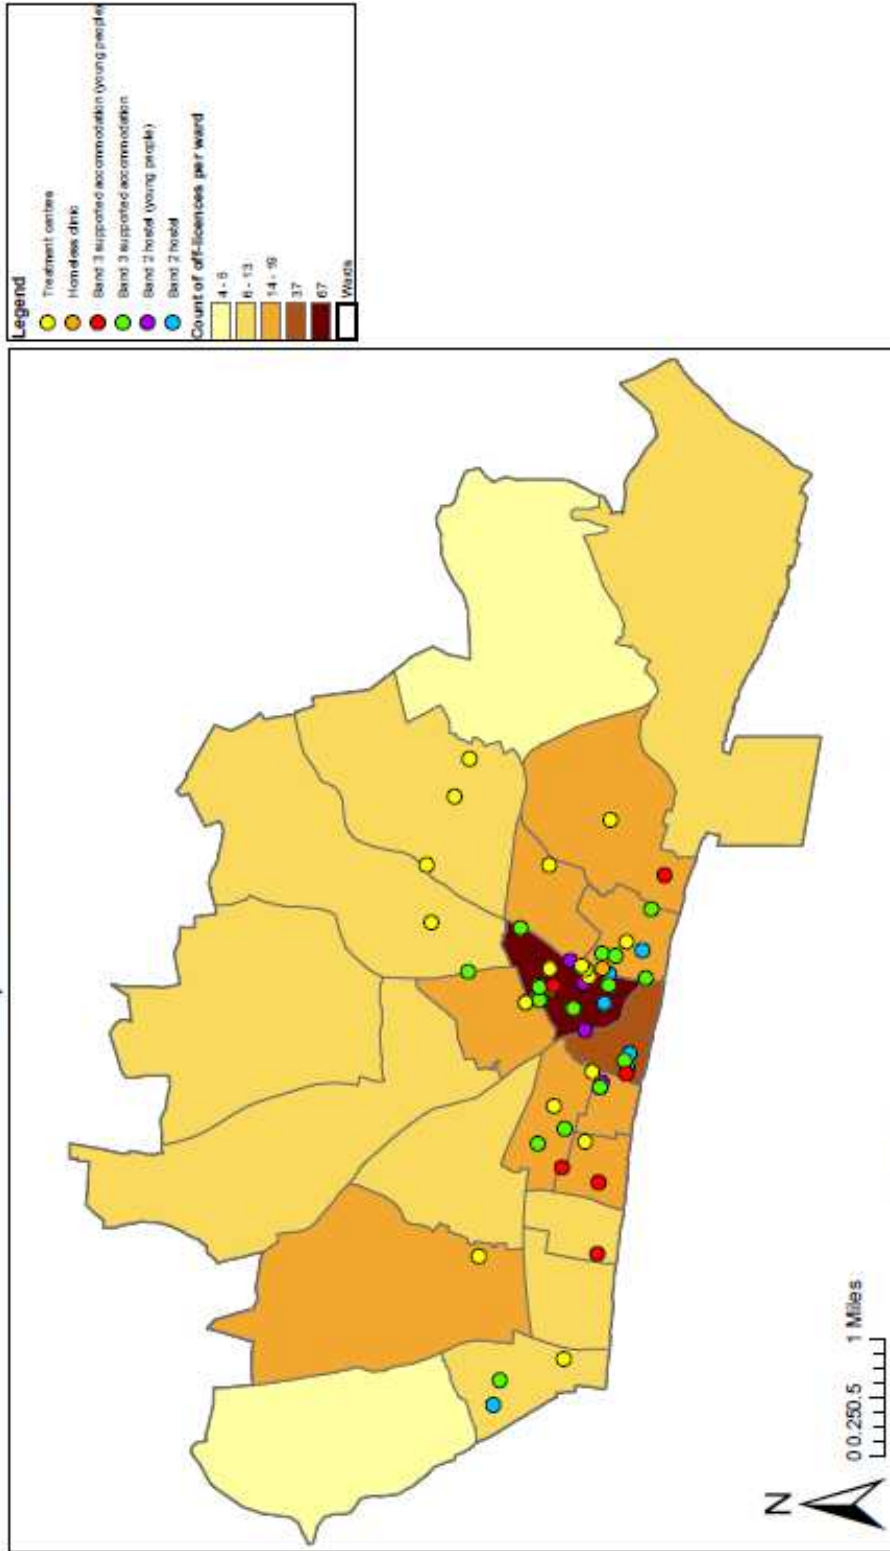 Legend
Treatment centres
Homeless clinic
Band 3 supported accommodation (young people)
Band 3 supported accommodation
Band 2 hostel (young people)
Band 2 hostel
Count of off-licences per ward
4 - 5
6 - 13
14 - 19
37
67
Wards
N
0 0.25 0.5 1 Miles